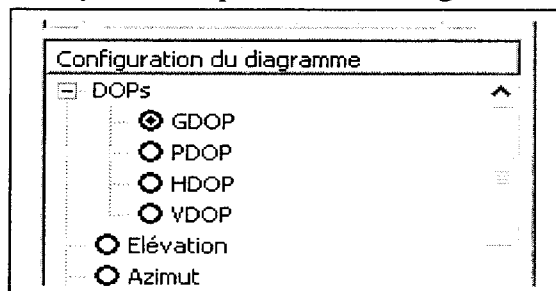 Configuration du diagramme
DOPs
GDOP
PDOP
HDOP
VDOP
Elévation
Azimut